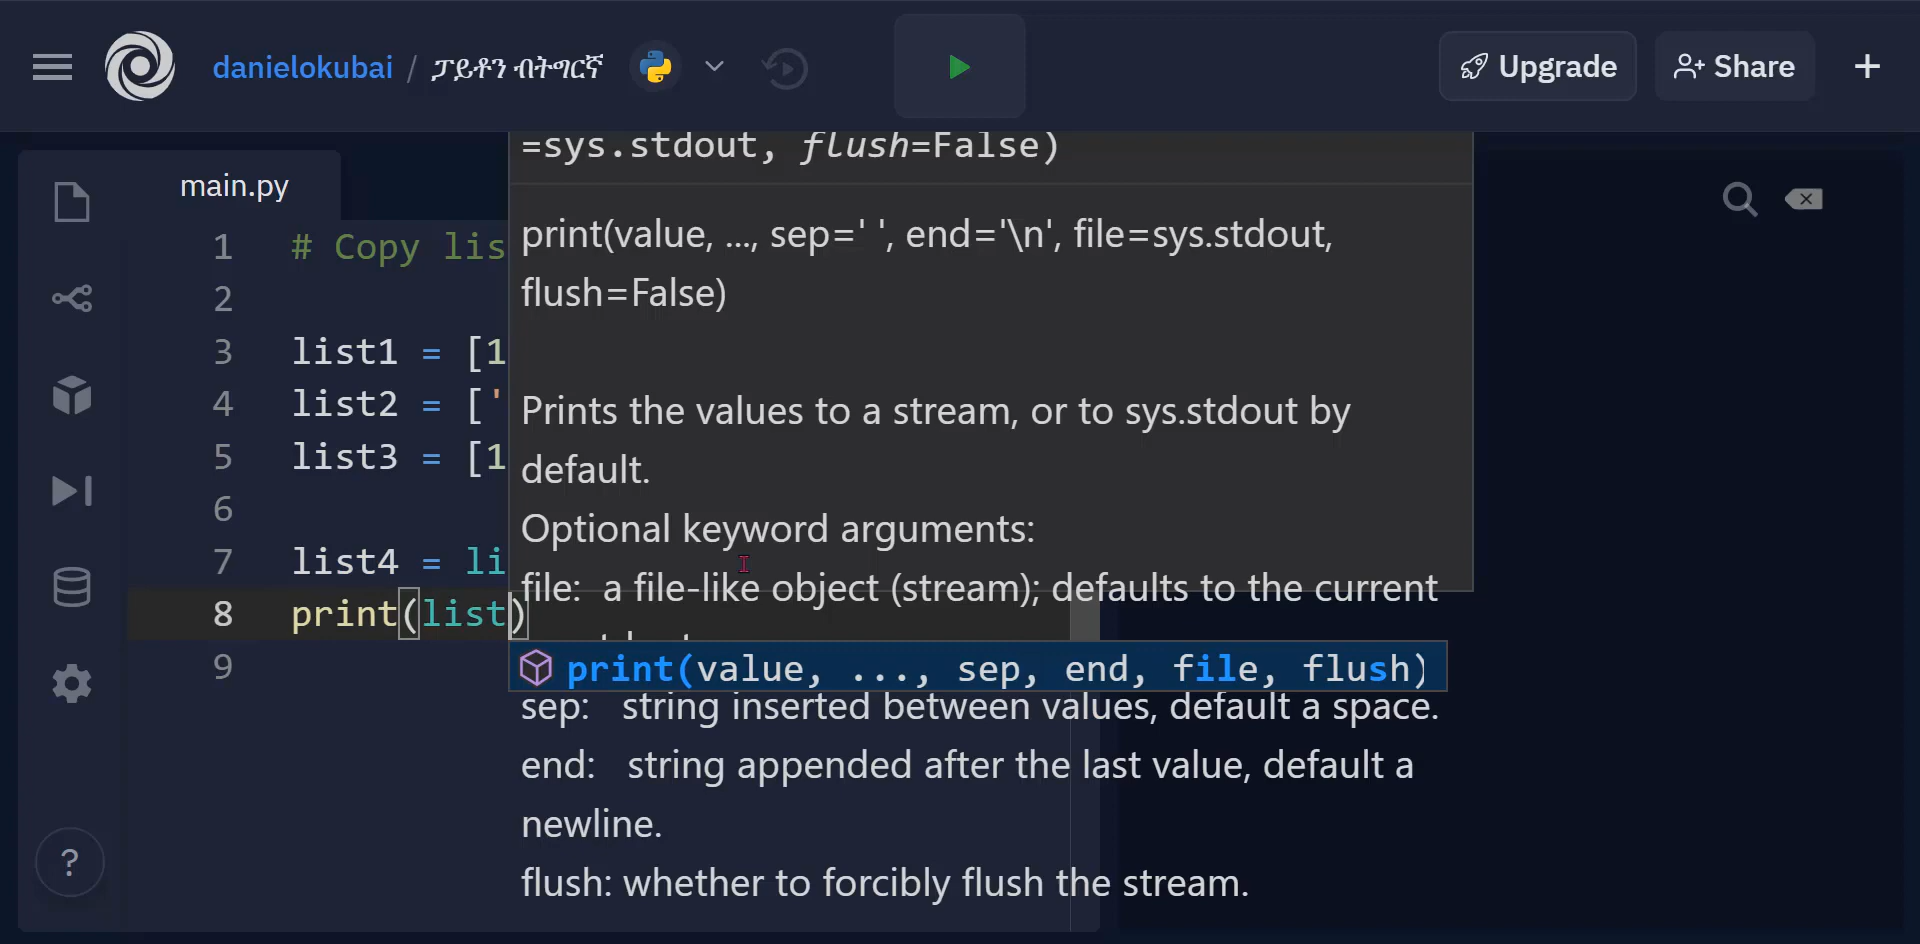 danielokubai / ፓይቶን ብትግርኛ
Upgrade
Share
=sys.stdout, flush=False)
main.py
print(value, ..., sep=' ', end='\n', file=sys.stdout,
flush=False)
Prints the values to a stream, or to sys.stdout by
default.
Optional keyword arguments:
file:  a file-like object (stream); defaults to the current
1 # Copy lis
2
3 list1 = [1
4 list2 = ['
5 list3 = [1
6
7 list4 = li
8 print(list)
9
print(value, ..., sep, end, file, flush)
sep:   string inserted between values, default a space.
end:   string appended after the last value, default a
newline.
flush: whether to forcibly flush the stream.
?